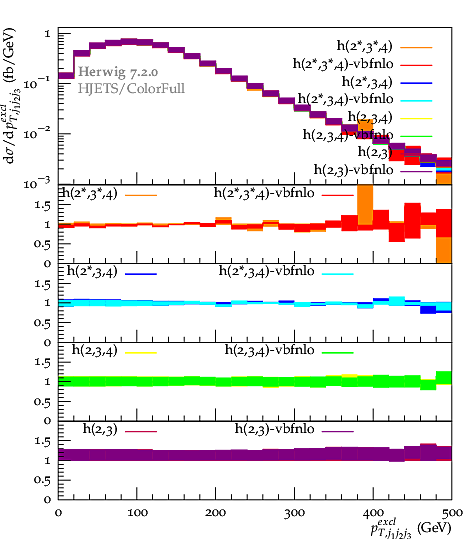 dσ/dp^{excl}_{T,j1j2j3} (fb/GeV)
1
10⁻¹
10⁻²
10⁻³
Herwig 7.2.0
HJETS/ColorFull
h(2*,3*,4)
h(2*,3*,4)-vbfnlo
h(2*,3,4)
h(2*,3,4)-vbfnlo
h(2,3,4)
h(2,3,4)-vbfnlo
h(2,3)
h(2,3)-vbfnlo
h(2*,3*,4) h(2*,3*,4)-vbfnlo
1.5
1
0.5
0
h(2*,3,4) h(2*,3,4)-vbfnlo
1.5
1
0.5
0
h(2,3,4) h(2,3,4)-vbfnlo
1.5
1
0.5
0
h(2,3) h(2,3)-vbfnlo
1.5
1
0.5
0
0 100 200 300 400 500
p^{excl}_{T,j1j2j3} (GeV)